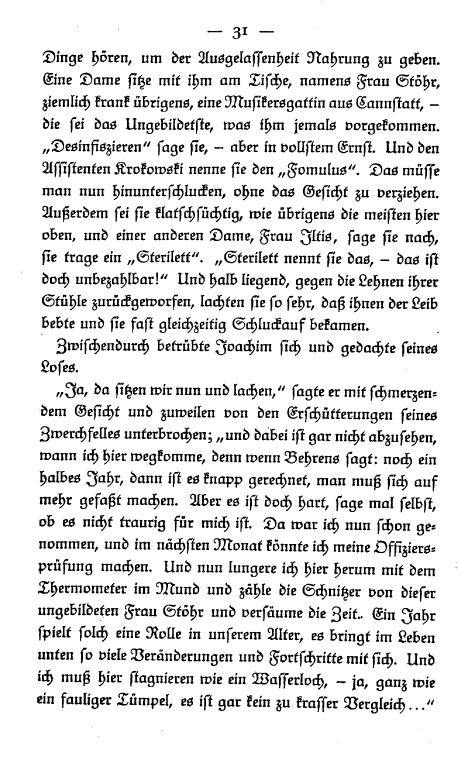 — 31 —
Dinge hören, um der Ausgelassenheit Nahrung zu geben.
Eine Dame sitze mit ihm am Tische, namens Frau Stöhr,
ziemlich krank übrigens, eine Musikersgattin aus Cannstatt, –
die sei das Ungebildetste, was ihm jemals vorgekommen.
„Desinfiszieren“ sage sie, – aber in vollstem Ernst. Und den
Assistenten Krokowski nenne sie den „Fomulus“. Das müsse
man nun hinunterschlucken, ohne das Gesicht zu verziehen.
Außerdem sei sie klatschsüchtig, wie übrigens die meisten hier
oben, und einer anderen Dame, Frau Iltis, sage sie nach,
sie trage ein „Sterilett“. „Sterilett nennt sie das, – das ist
doch unbezahlbar!“ Und halb liegend, gegen die Lehnen ihrer
Stühle zurückgeworfen, lachten sie so sehr, daß ihnen der Leib
bebte und sie fast gleichzeitig Schluckauf bekamen.
Zwischendurch betrübte Joachim sich und gedachte seines
Loses.
„Ja, da sitzen wir nun und lachen,“ sagte er mit schmerzen-
dem Gesicht und zuweilen von den Erschütterungen seines
Zwerchfelles unterbrochen; „und dabei ist gar nicht abzusehen,
wann ich hier wegkomme, denn wenn Behrens sagt: noch ein
halbes Jahr, dann ist es knapp gerechnet, man muß sich auf
mehr gefaßt machen. Aber es ist doch hart, sage mal selbst,
ob es nicht traurig für mich ist. Da war ich nun schon ge-
nommen, und im nächsten Monat könnte ich meine Offiziers-
prüfung machen. Und nun lungere ich hier herum mit dem
Thermometer im Mund und zähle die Schnitzer von dieser
ungebildeten Frau Stöhr und versäume die Zeit.. Ein Jahr
spielt solch eine Rolle in unserem Alter, es bringt im Leben
unten so viele Veränderungen und Fortschritte mit sich. Und
ich muß hier stagnieren wie ein Wasserloch, – ja, ganz wie
ein fauliger Tümpel, es ist gar kein zu krasser Vergleich...“